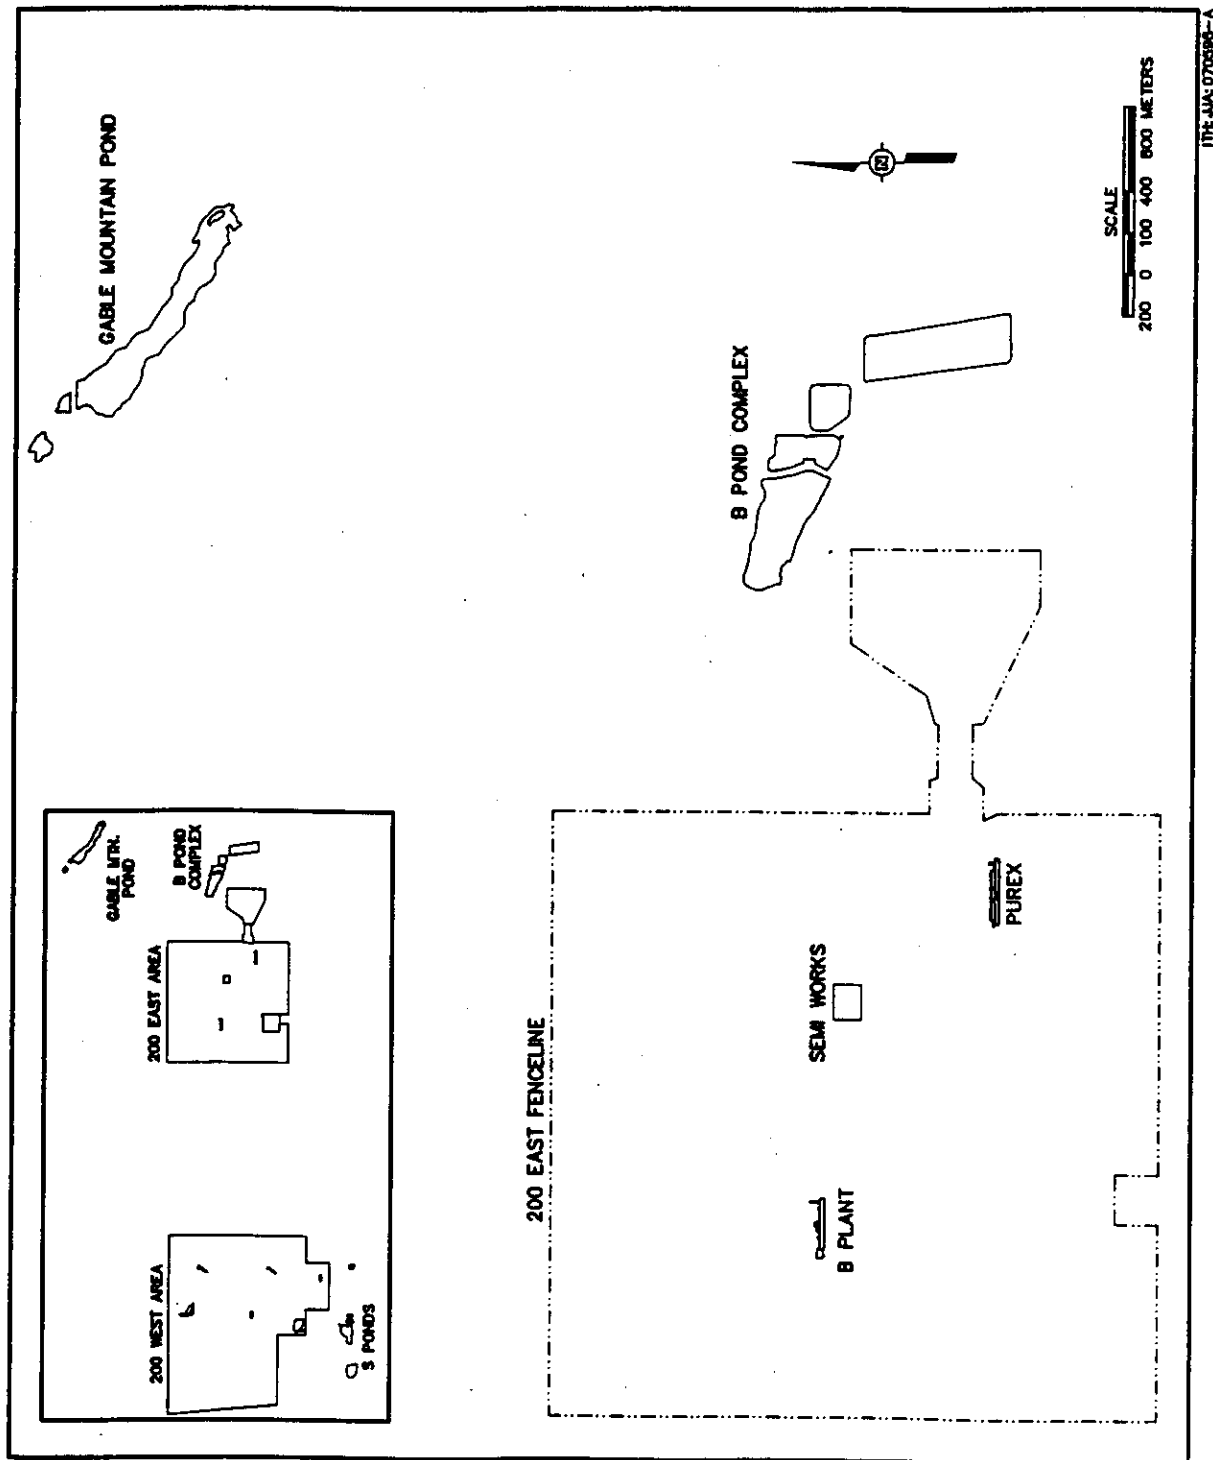 GABLE MOUNTAIN POND
B POND COMPLEX
N
SCALE
200 0 100 400 800 METERS
GABLE MTN.
POND
B POND
COMPLEX
200 EAST AREA
200 WEST AREA
S PONDS
200 EAST FENCELINE
SEMI WORKS
PUREX
B PLANT